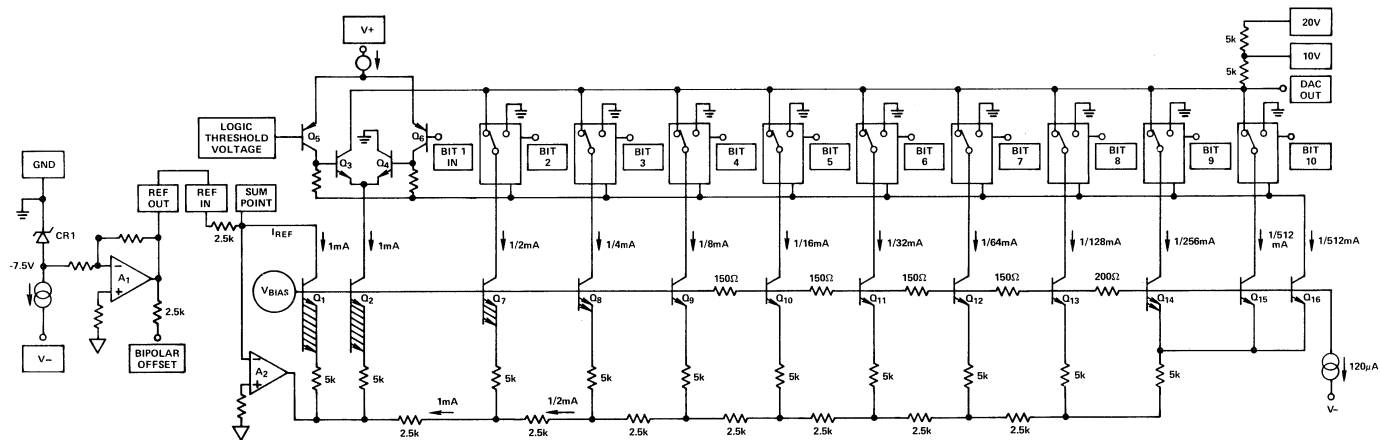 V+
20V
5k
10V
5k
DAC
OUT
LOGIC
THRESHOLD
VOLTAGE
Q5
Q6
Q3
Q4
BIT 1
IN
BIT
2
BIT
3
BIT
4
BIT
5
BIT
6
BIT
7
BIT
8
BIT
9
BIT
10
GND
REF
OUT
REF
IN
SUM
POINT
CR1
-7.5V
2.5k
IREF
1mA
1mA
1/2mA
1/4mA
1/8mA
1/16mA
1/32mA
1/64mA
1/128mA
1/256mA
1/512
mA
1/512mA
A1
VBIAS
Q1
Q2
Q7
Q8
Q9
150Ω
Q10
150Ω
Q11
150Ω
Q12
150Ω
Q13
200Ω
Q14
Q15
Q16
2.5k
V−
BIPOLAR
OFFSET
A2
5k
5k
5k
5k
5k
5k
5k
5k
5k
5k
120μA
V−
1mA
1/2mA
2.5k
2.5k
2.5k
2.5k
2.5k
2.5k
2.5k
−
+
−
+